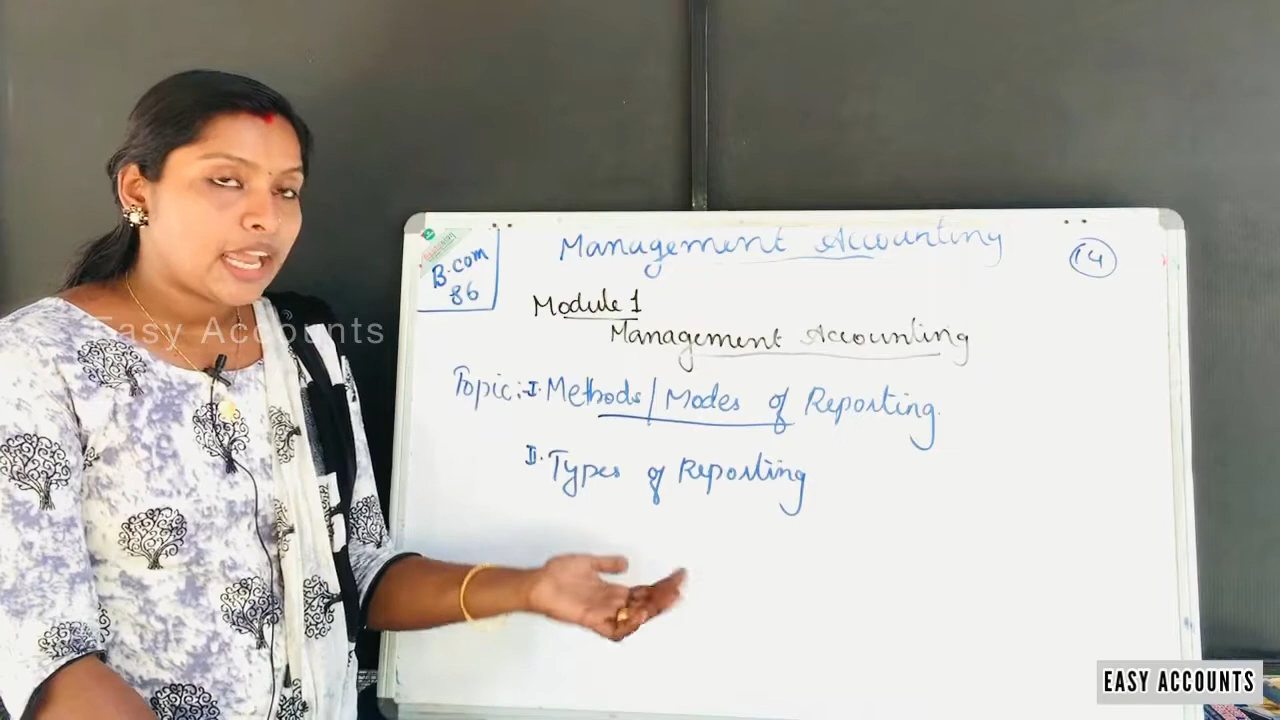 Management Accounting
14
B.com
86
Module 1
Management Accounting
Topic:- I. Methods/Modes of Reporting.
II. Types of Reporting
Easy Accounts
EASY ACCOUNTS